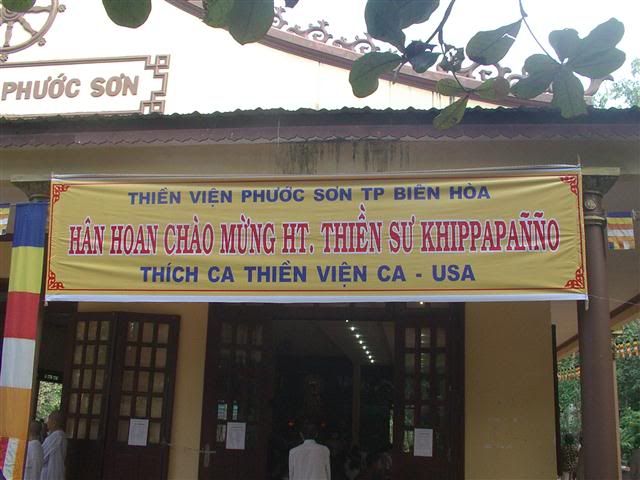 PHƯỚC SƠN
THIỀN VIỆN PHƯỚC SƠN TP BIÊN HÒA
HÂN HOAN CHÀO MỪNG HT. THIỀN SƯ KHIPPAPAÑÑO
THÍCH CA THIỀN VIỆN CA - USA